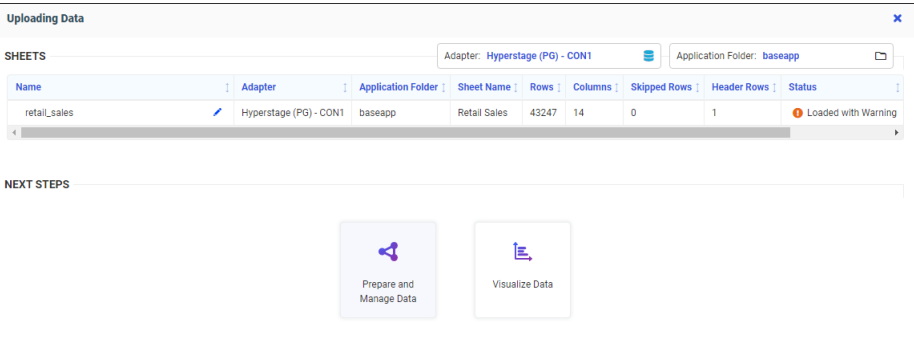 Uploading Data
SHEETS
Adapter: Hyperstage (PG) - CON1
Application Folder: baseapp
Name Adapter Application Folder Sheet Name Rows Columns Skipped Rows Header Rows Status
retail_sales Hyperstage (PG) - CON1 baseapp Retail Sales 43247 14 0 1 Loaded with Warning
NEXT STEPS
Prepare and
Manage Data
Visualize Data